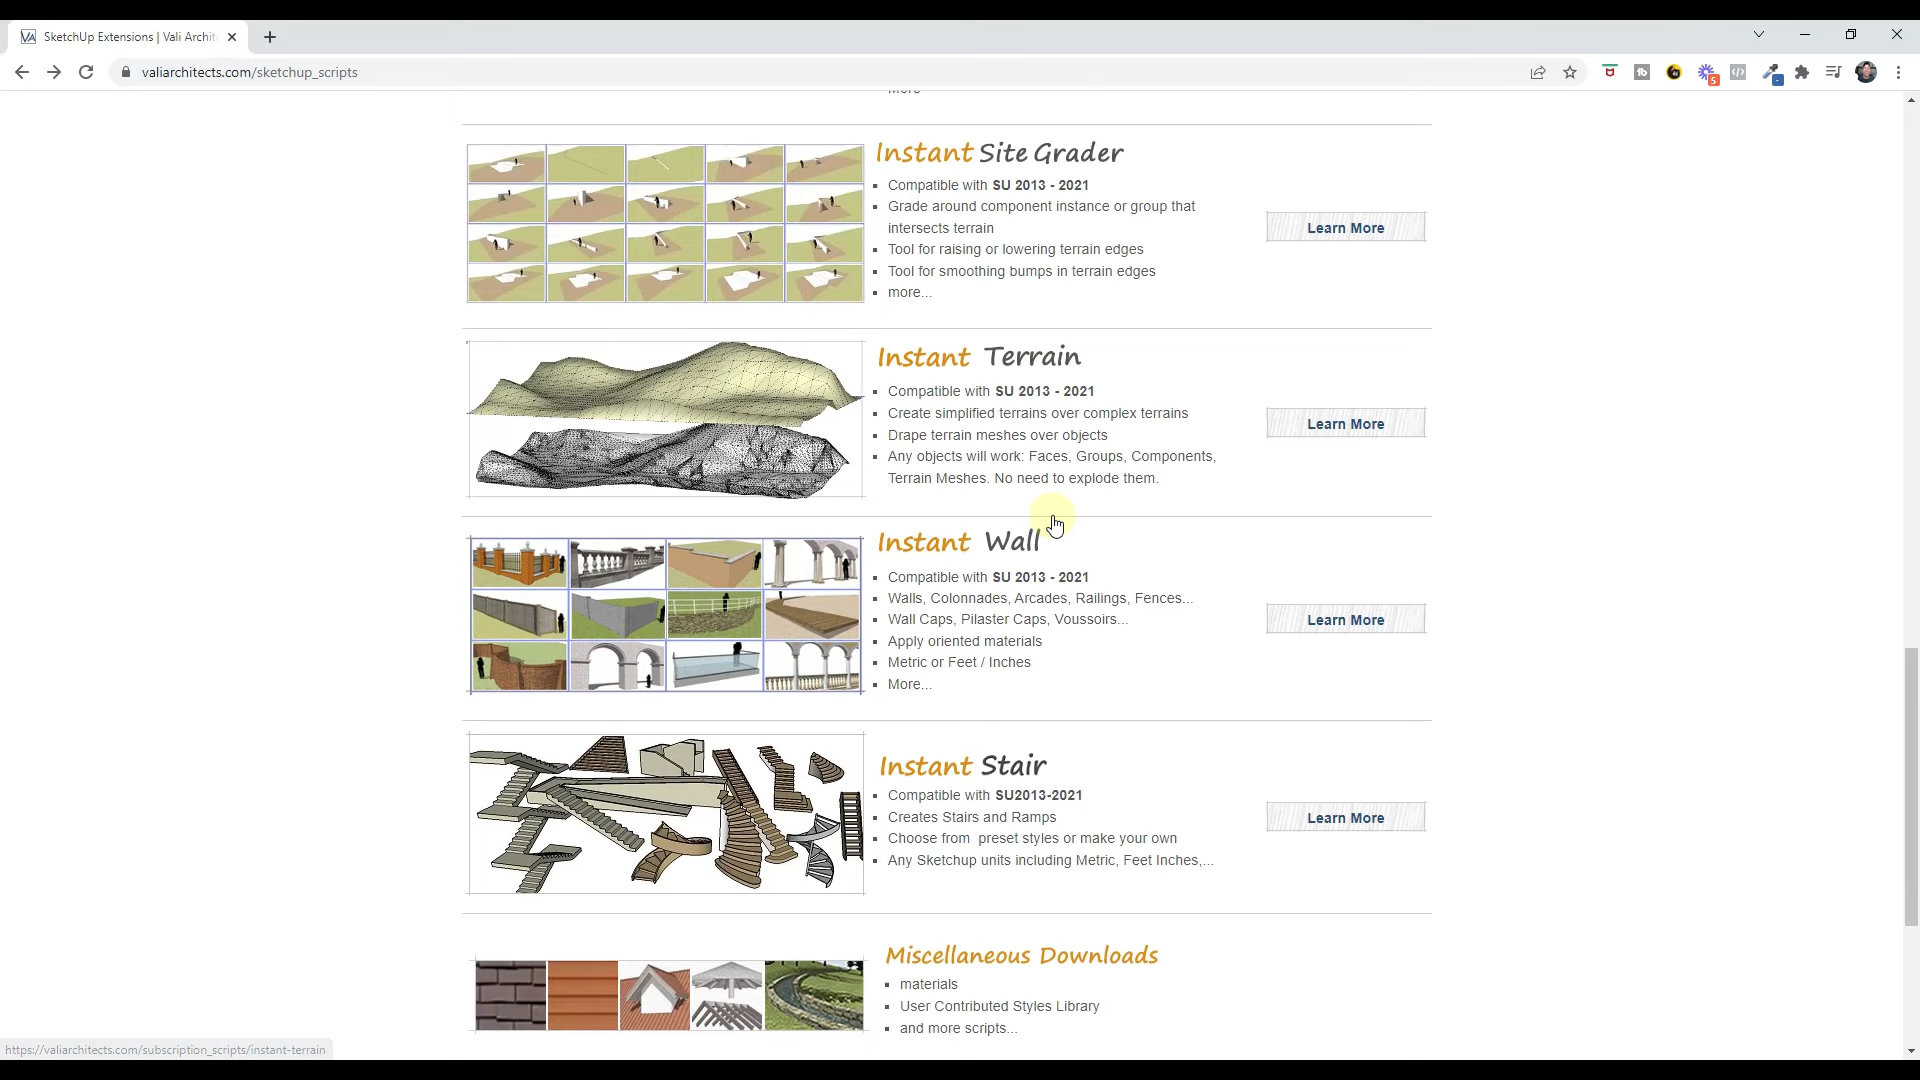 SketchUp Extensions | Vali Archit
valiarchitects.com/sketchup_scripts
5
More
Instant Site Grader
Compatible with SU 2013 - 2021
Grade around component instance or group that
intersects terrain
Tool for raising or lowering terrain edges
Tool for smoothing bumps in terrain edges
more...
Learn More
Instant Terrain
Compatible with SU 2013 - 2021
Create simplified terrains over complex terrains
Drape terrain meshes over objects
Any objects will work: Faces, Groups, Components,
Terrain Meshes. No need to explode them.
Learn More
Instant Wall
Compatible with SU 2013 - 2021
Walls, Colonnades, Arcades, Railings, Fences...
Wall Caps, Pilaster Caps, Voussoirs...
Apply oriented materials
Metric or Feet / Inches
More...
Learn More
Instant Stair
Compatible with SU2013-2021
Creates Stairs and Ramps
Choose from preset styles or make your own
Any Sketchup units including Metric, Feet Inches,...
Learn More
Miscellaneous Downloads
materials
User Contributed Styles Library
and more scripts...
https://valiarchitects.com/subscription_scripts/instant-terrain